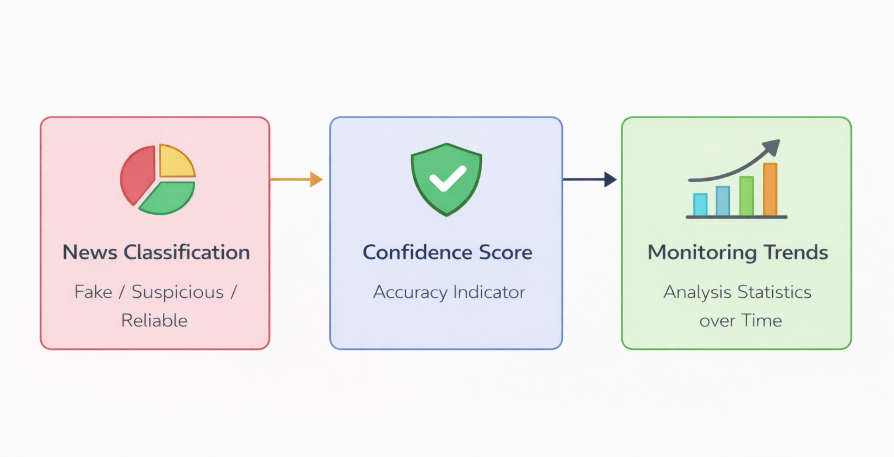 News Classification
Fake / Suspicious /
Reliable
Confidence Score
Accuracy Indicator
Monitoring Trends
Analysis Statistics
over Time